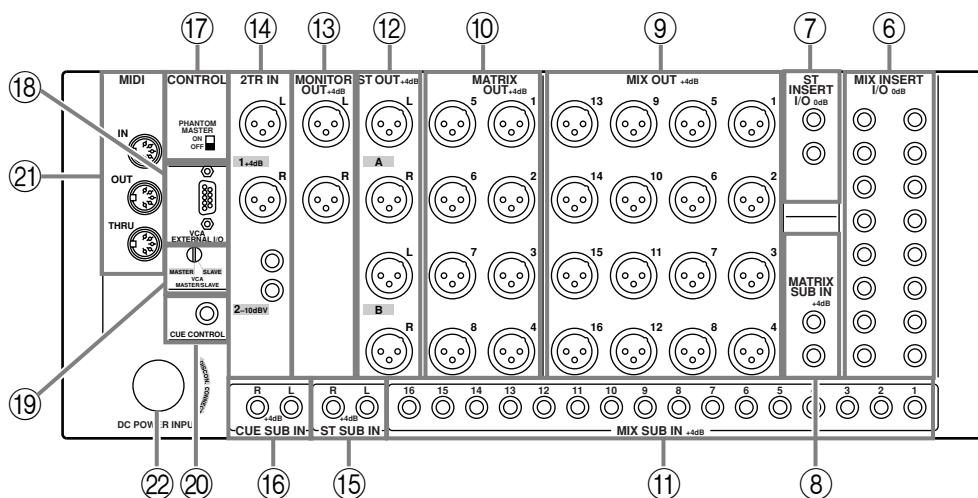 ⑰ ⑭ ⑬ ⑫ ⑩ ⑨ ⑦ ⑥
⑱
㉑
⑲
MIDI
IN
OUT
THRU
CONTROL
PHANTOM
MASTER
ON
OFF
VCA
EXTERNAL I/O
MASTER SLAVE
VCA
MASTER/SLAVE
CUE CONTROL
2TR IN
L
1 +4dB
R
2 –10dBV
MONITOR
OUT +4dB
L
R
ST OUT +4dB
L
A
R
L
B
R
MATRIX
OUT +4dB
5 1
6 2
7 3
8 4
MIX OUT +4dB
13 9 5 1
14 10 6 2
15 11 7 3
16 12 8 4
ST
INSERT
I/O 0dB
MATRIX
SUB IN
+4dB
MIX INSERT
I/O 0dB
DC POWER INPU
R L
+4dB
CUE SUB IN
R L
+4dB
ST SUB IN
16 15 14 13 12 11 10 9 8 7 6 5 3 2 1
MIX SUB IN +4dB
㉒ ⑳ ⑯ ⑮ ⑪ ⑧